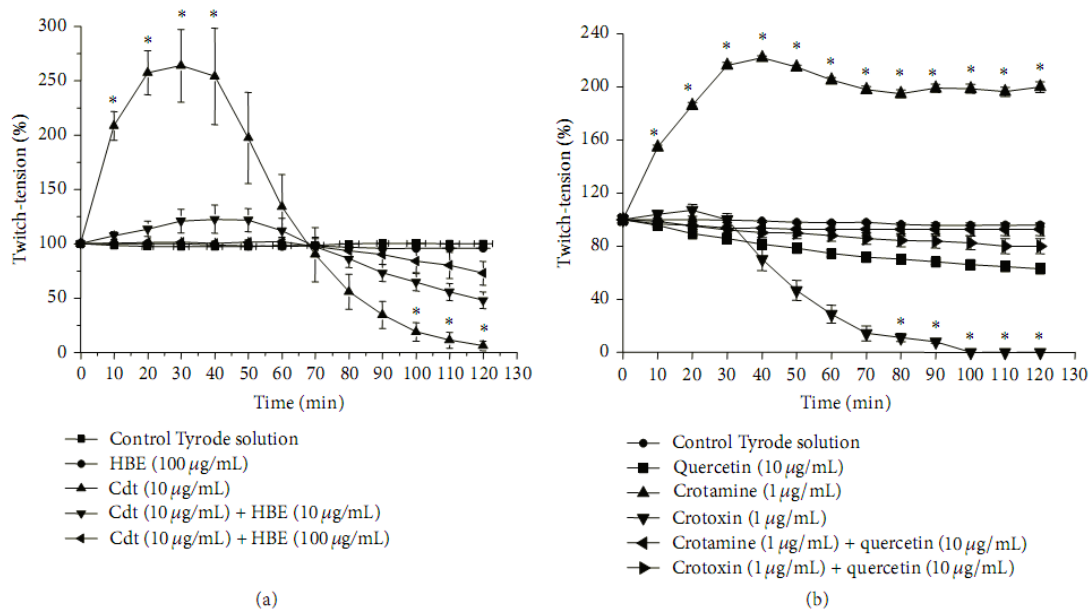 * * * *
300
250
200
150
100
50
0
Twitch-tension (%)
* * *
0 10 20 30 40 50 60 70 80 90 100 110 120 130
Time (min)
Control Tyrode solution
HBE (100 μg/mL)
Cdt (10 μg/mL)
Cdt (10 μg/mL) + HBE (10 μg/mL)
Cdt (10 μg/mL) + HBE (100 μg/mL)
(a)
* * * * * * * * * * * *
240
200
160
120
80
40
0
Twitch-tension (%)
* * * * *
0 10 20 30 40 50 60 70 80 90 100 110 120 130
Time (min)
Control Tyrode solution
Quercetin (10 μg/mL)
Crotamine (1 μg/mL)
Crotoxin (1 μg/mL)
Crotamine (1 μg/mL) + quercetin (10 μg/mL)
Crotoxin (1 μg/mL) + quercetin (10 μg/mL)
(b)